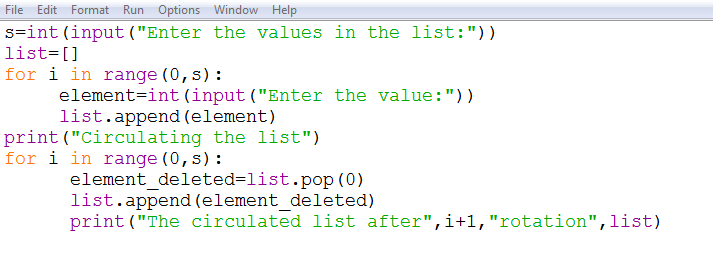 File Edit Format Run Options Window Help
s=int(input("Enter the values in the list:"))
list=[]
for i in range(0,s):
     element=int(input("Enter the value:"))
     list.append(element)
print("Circulating the list")
for i in range(0,s):
      element_deleted=list.pop(0)
      list.append(element_deleted)
      print("The circulated list after",i+1,"rotation",list)